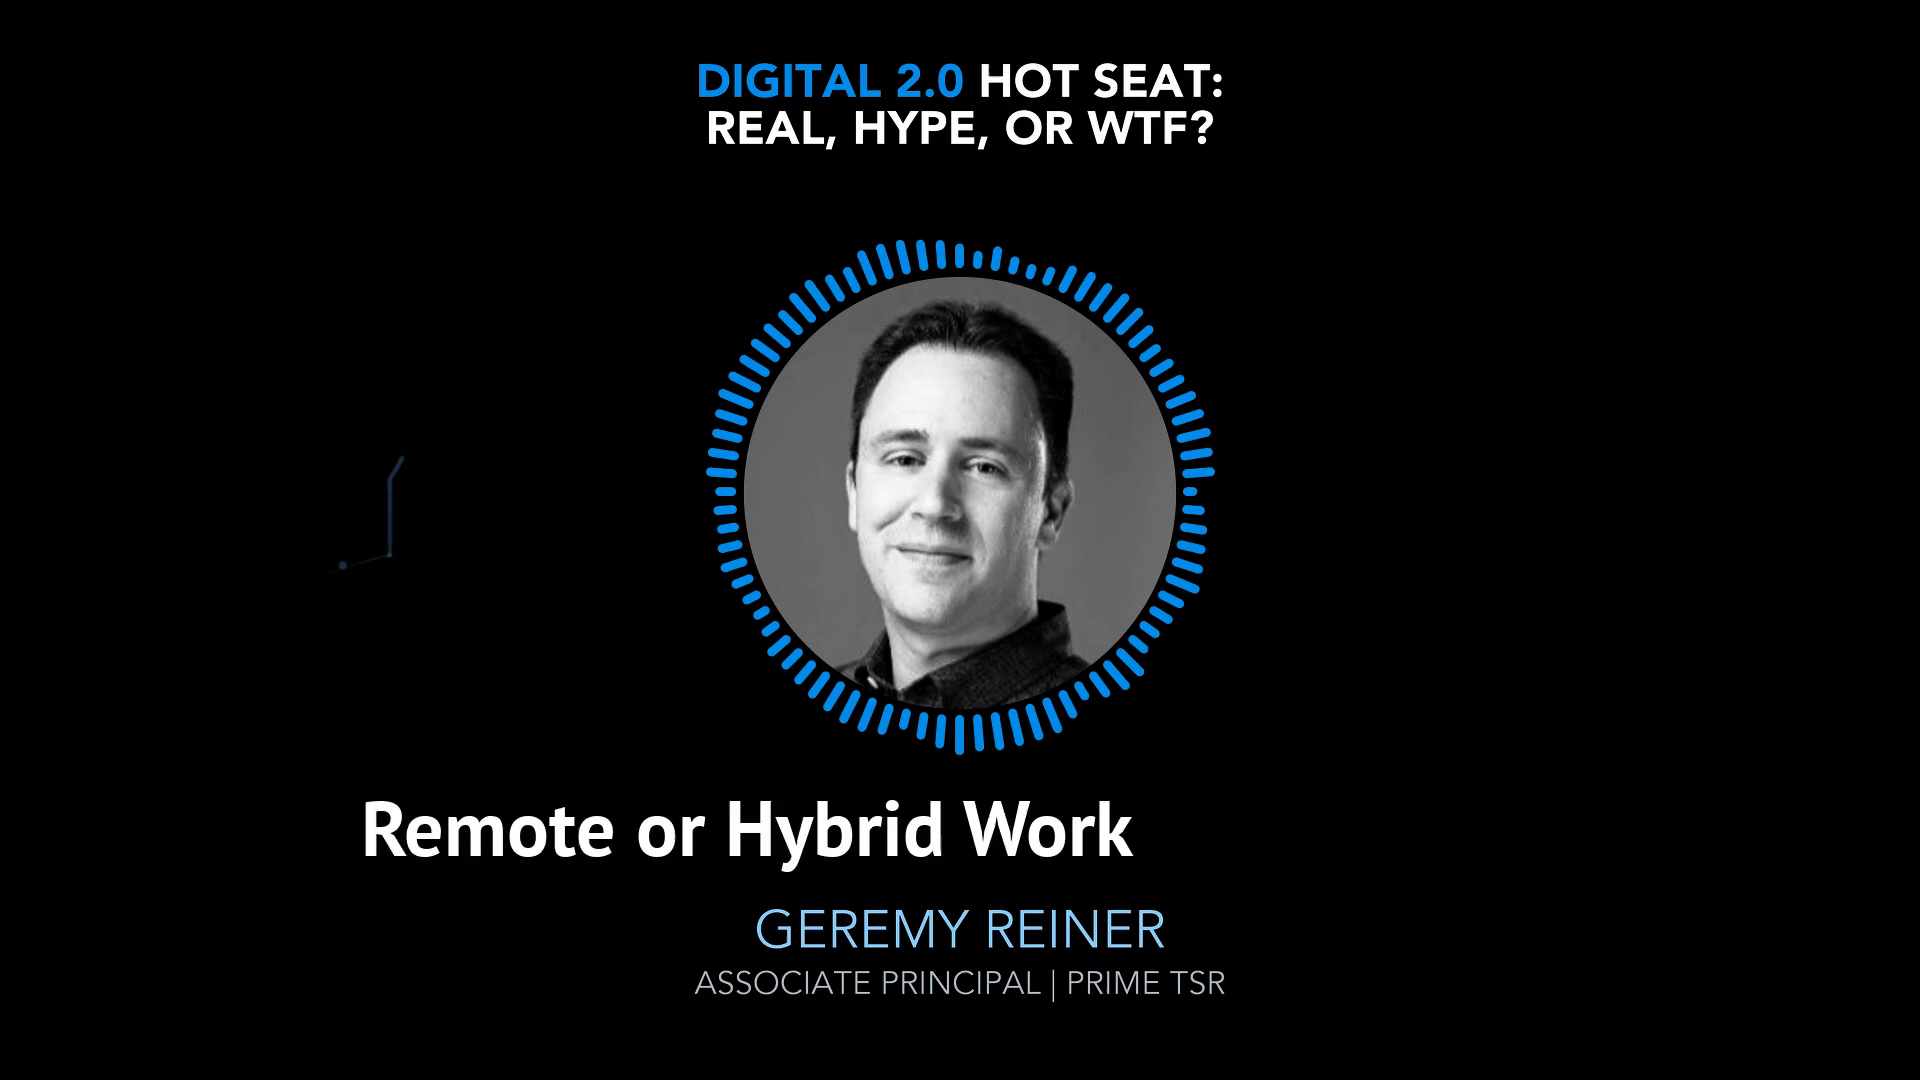 DIGITAL 2.0 HOT SEAT:
REAL, HYPE, OR WTF?
Remote or Hybrid Work
GEREMY REINER
ASSOCIATE PRINCIPAL | PRIME TSR